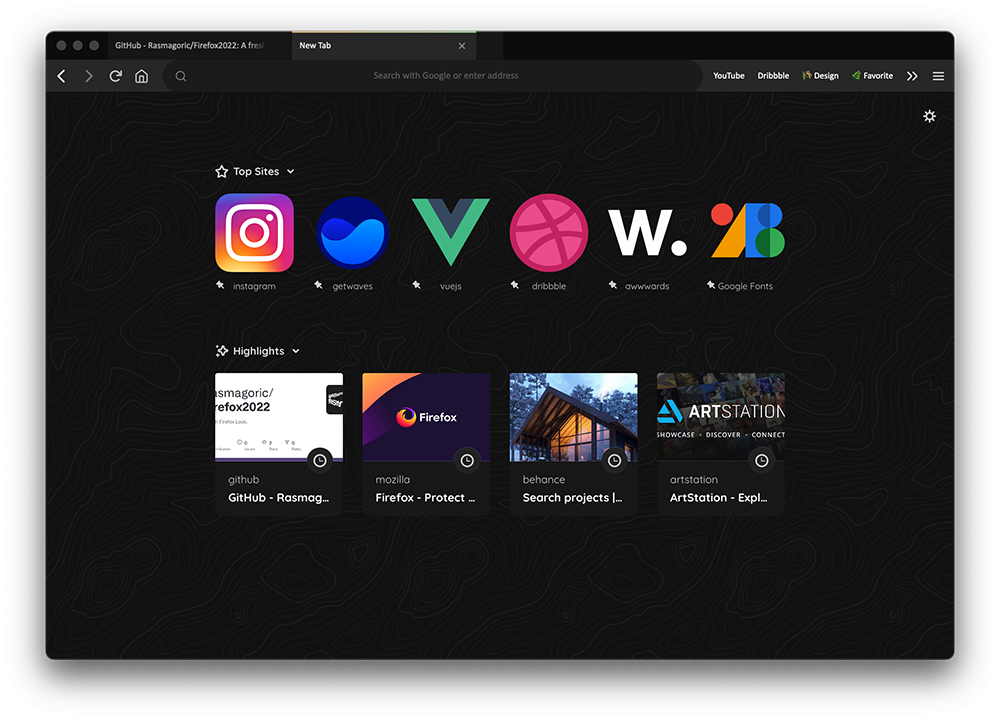 GitHub - Rasmagoric/Firefox2022: A fresh
New Tab
Search with Google or enter address
YouTube
Dribbble
Design
Favorite
Top Sites
instagram
getwaves
vuejs
dribbble
W.
awwwards
Google Fonts
Highlights
asmagoric/
refox2022
Firefox Look.
Firefox
ARTSTATION
SHOWCASE - DISCOVER - CONNECT
github
GitHub - Rasmag...
mozilla
Firefox - Protect ...
behance
Search projects |...
artstation
ArtStation - Expl...